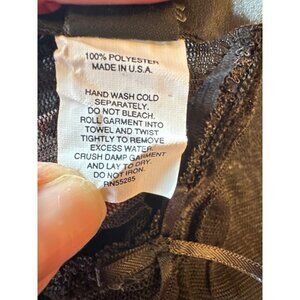 100% POLYESTER
MADE IN U.S.A.
HAND WASH COLD
SEPARATELY.
DO NOT BLEACH.
ROLL GARMENT INTO
TOWEL AND TWIST
TIGHTLY TO REMOVE
EXCESS WATER.
CRUSH DAMP GARMENT
AND LAY TO DRY.
DO NOT IRON.
RN55285